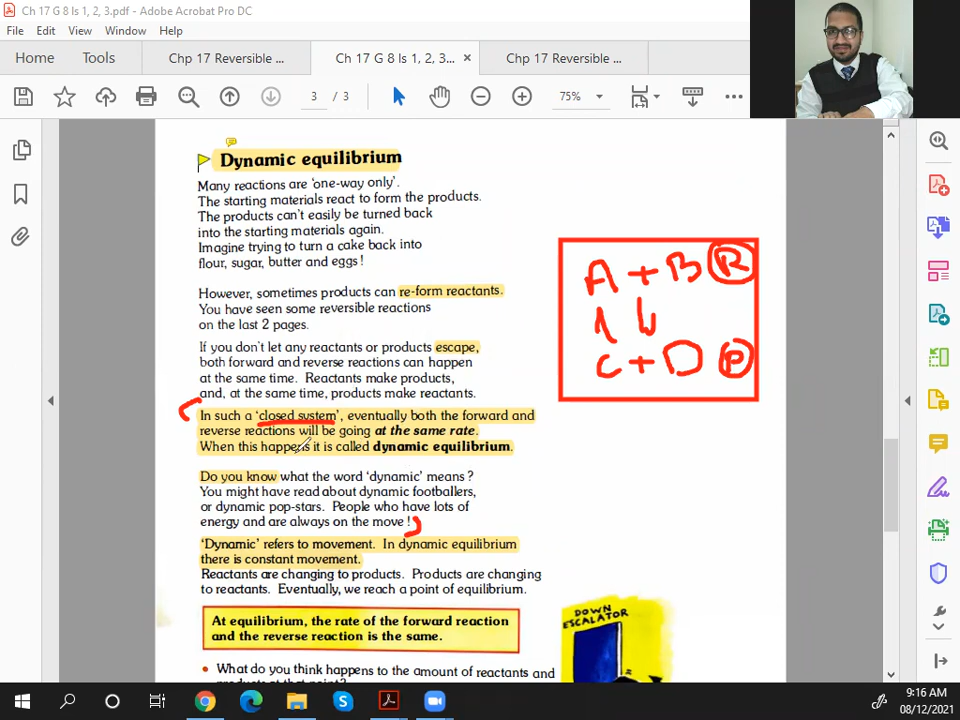 Ch 17 G 8 ls 1, 2, 3.pdf - Adobe Acrobat Pro DC
File Edit View Window Help
Home Tools Chp 17 Reversible ... Ch 17 G 8 ls 1, 2, 3... × Chp 17 Reversible ...
3 / 3 75%
Dynamic equilibrium
Many reactions are 'one-way only'.
The starting materials react to form the products.
The products can't easily be turned back
into the starting materials again.
Imagine trying to turn a cake back into
flour, sugar, butter and eggs !
However, sometimes products can re-form reactants.
You have seen some reversible reactions
on the last 2 pages.
If you don't let any reactants or products escape,
both forward and reverse reactions can happen
at the same time. Reactants make products,
and, at the same time, products make reactants.
In such a 'closed system', eventually both the forward and
reverse reactions will be going at the same rate.
When this happens it is called dynamic equilibrium.
Do you know what the word 'dynamic' means ?
You might have read about dynamic footballers,
or dynamic pop-stars. People who have lots of
energy and are always on the move !
'Dynamic' refers to movement. In dynamic equilibrium
there is constant movement.
Reactants are changing to products. Products are changing
to reactants. Eventually, we reach a point of equilibrium.
At equilibrium, the rate of the forward reaction
and the reverse reaction is the same.
• What do you think happens to the amount of reactants and
products at that point?
A + B R
C + D P
DOWN
ESCALATOR
9:16 AM
08/12/2021